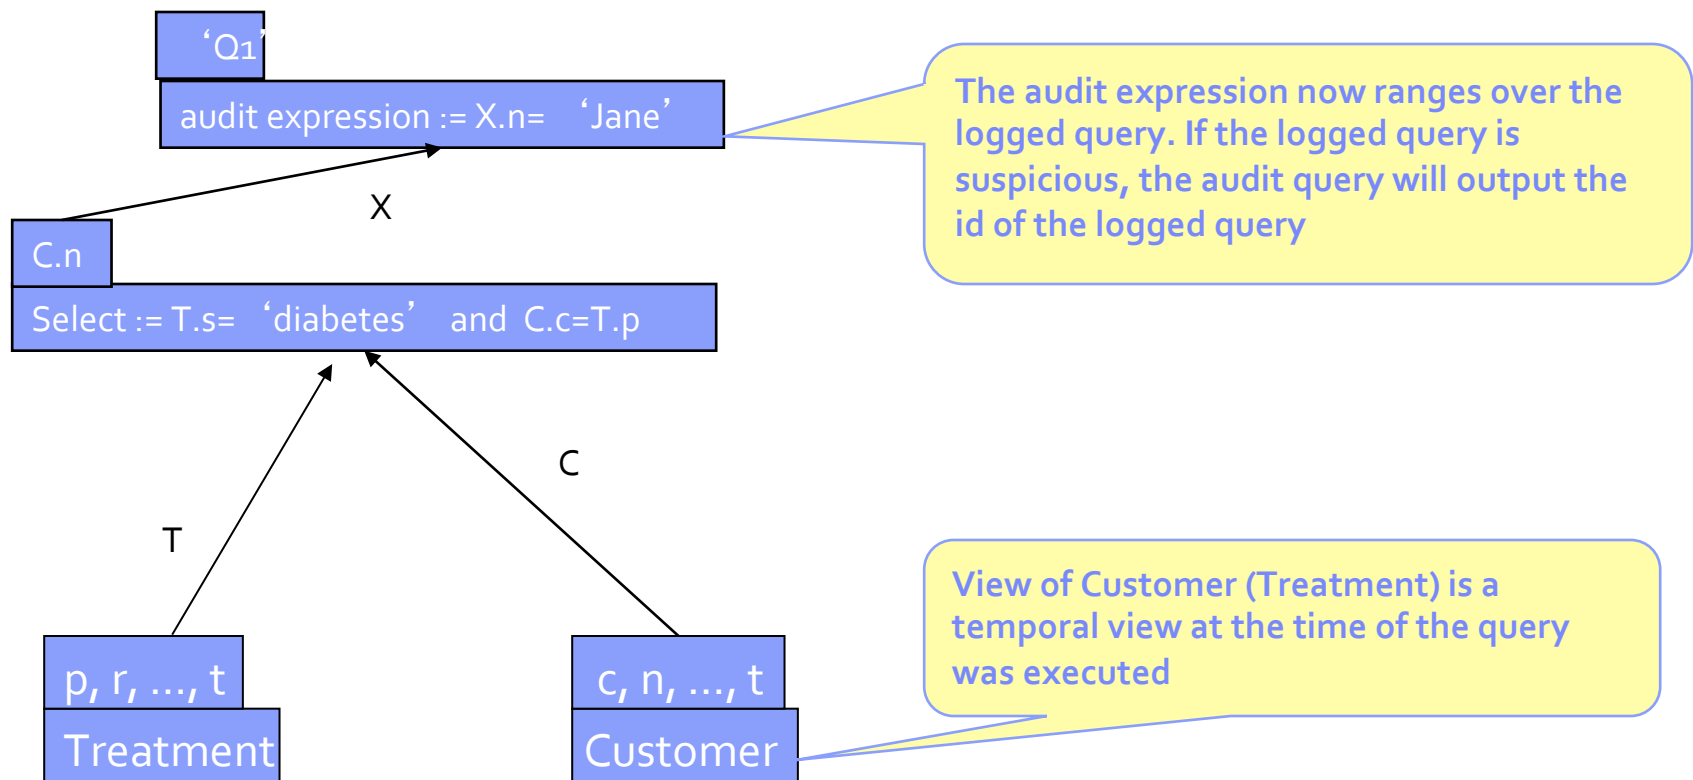 ‘Q1’
audit expression := X.n= ‘Jane’
The audit expression now ranges over the
logged query. If the logged query is
suspicious, the audit query will output the
id of the logged query
X
C.n
Select := T.s= ‘diabetes’ and C.c=T.p
C
T
View of Customer (Treatment) is a
temporal view at the time of the query
was executed
p, r, ..., t
Treatment
c, n, ..., t
Customer